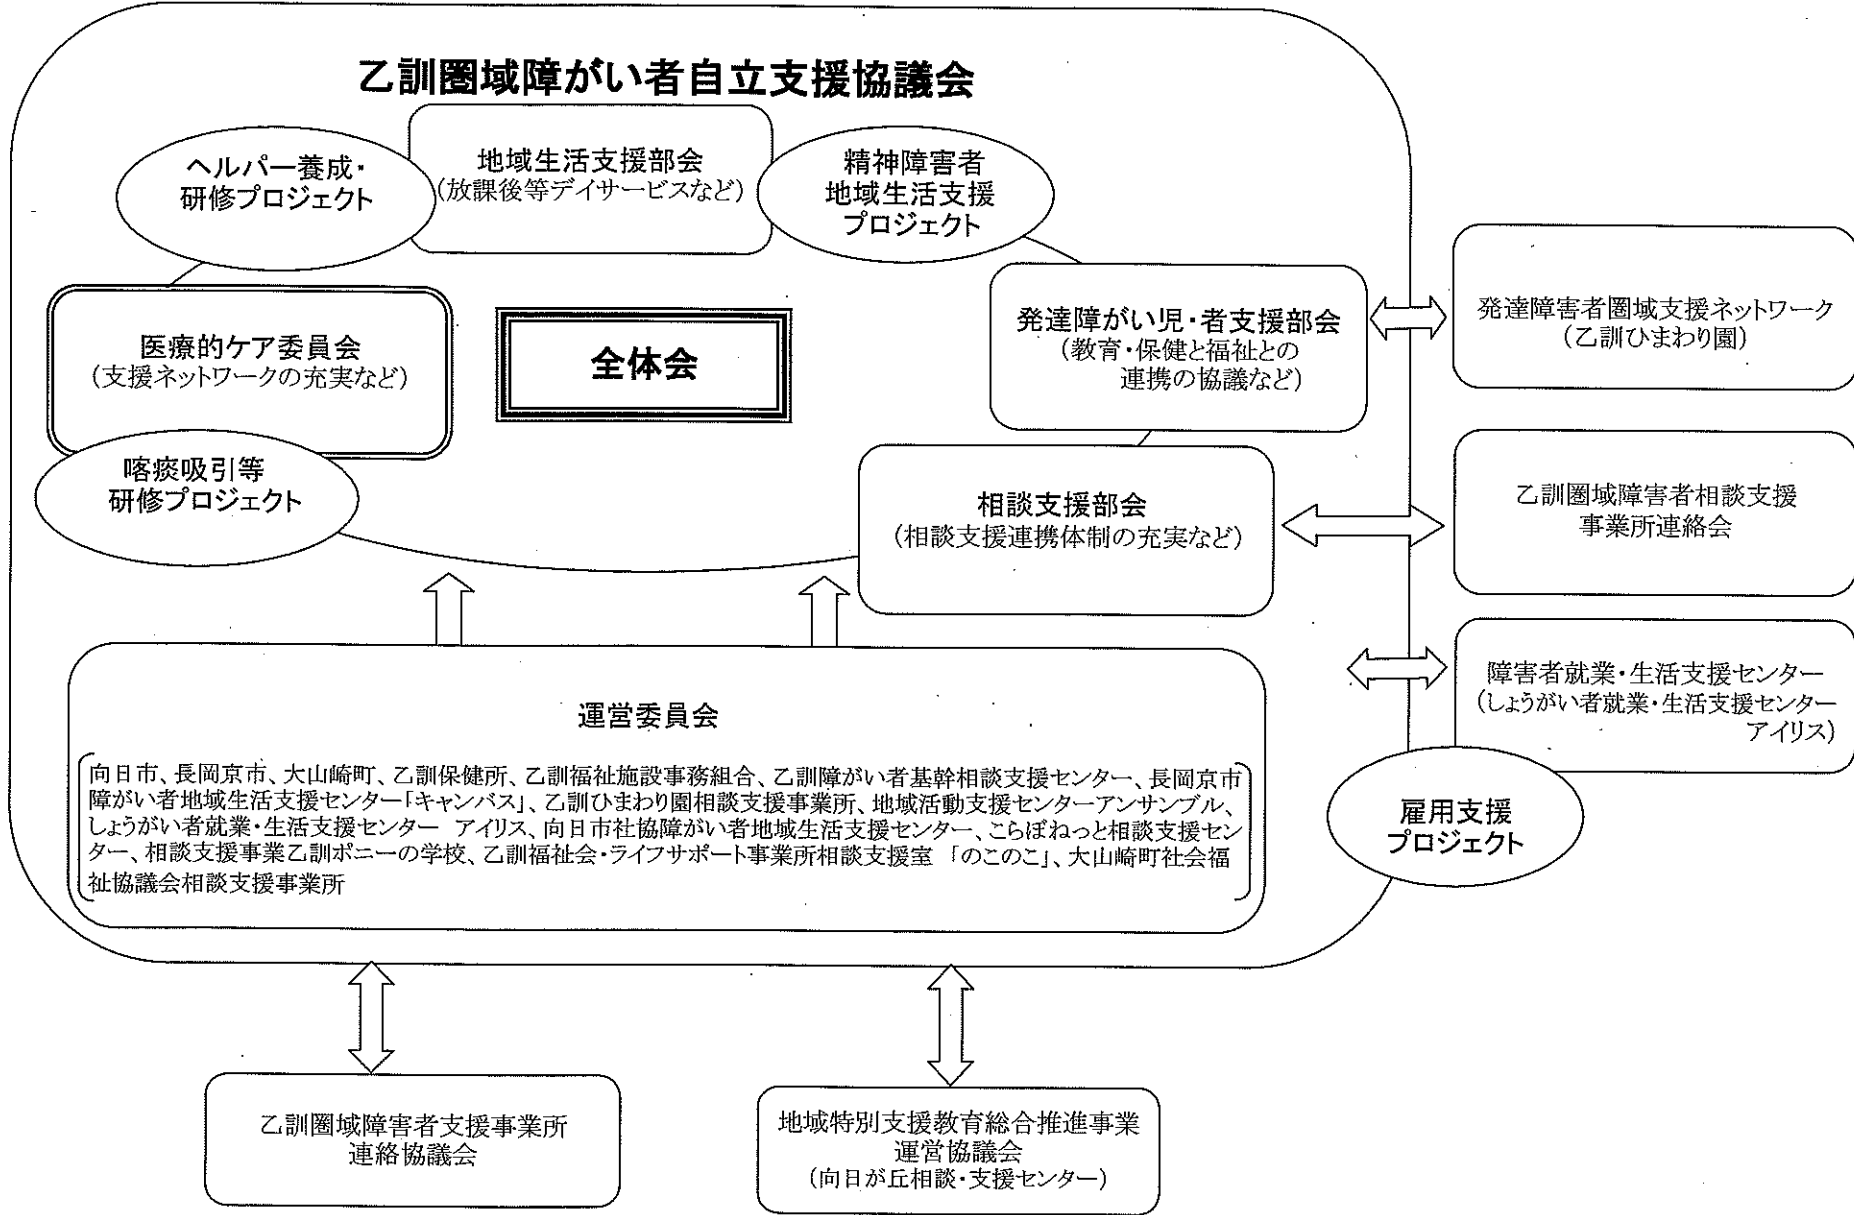 乙訓圏域障がい者自立支援協議会
ヘルパー養成・
研修プロジェクト
地域生活支援部会
(放課後等デイサービスなど)
精神障害者
地域生活支援
プロジェクト
医療的ケア委員会
(支援ネットワークの充実など)
全体会
発達障がい児・者支援部会
(教育・保健と福祉との
連携の協議など)
発達障害者圏域支援ネットワーク
(乙訓ひまわり園)
喀痰吸引等
研修プロジェクト
相談支援部会
(相談支援連携体制の充実など)
乙訓圏域障害者相談支援
事業所連絡会
障害者就業・生活支援センター
(しょうがい者就業・生活支援センター
アイリス)
雇用支援
プロジェクト
運営委員会
向日市、長岡京市、大山崎町、乙訓保健所、乙訓福祉施設事務組合、乙訓障がい者基幹相談支援センター、長岡京市
障がい者地域生活支援センター「キャンバス」、乙訓ひまわり園相談支援事業所、地域活動支援センターアンサンブル、
しょうがい者就業・生活支援センター アイリス、向日市社協障がい者地域生活支援センター、こらぼねっと相談支援セン
ター、相談支援事業乙訓ポニーの学校、乙訓福祉会・ライフサポート事業所相談支援室 「のこのこ」、大山崎町社会福
祉協議会相談支援事業所
乙訓圏域障害者支援事業所
連絡協議会
地域特別支援教育総合推進事業
運営協議会
(向日が丘相談・支援センター)